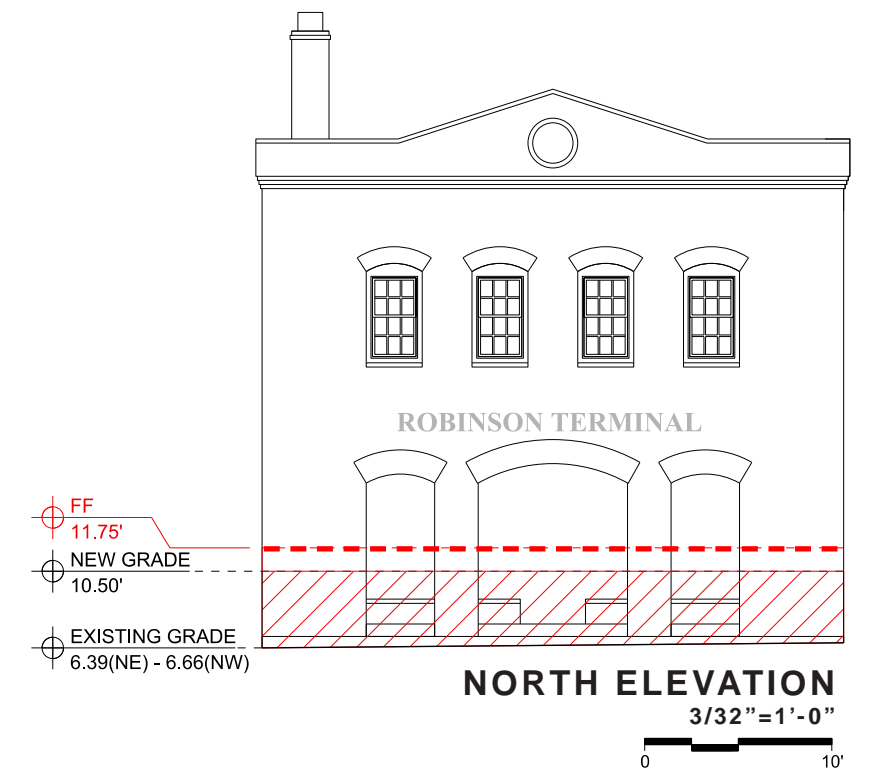 ROBINSON TERMINAL
FF
11.75'
NEW GRADE
10.50'
EXISTING GRADE
6.39(NE) - 6.66(NW)
NORTH ELEVATION
3/32”=1’-0”
0 10'